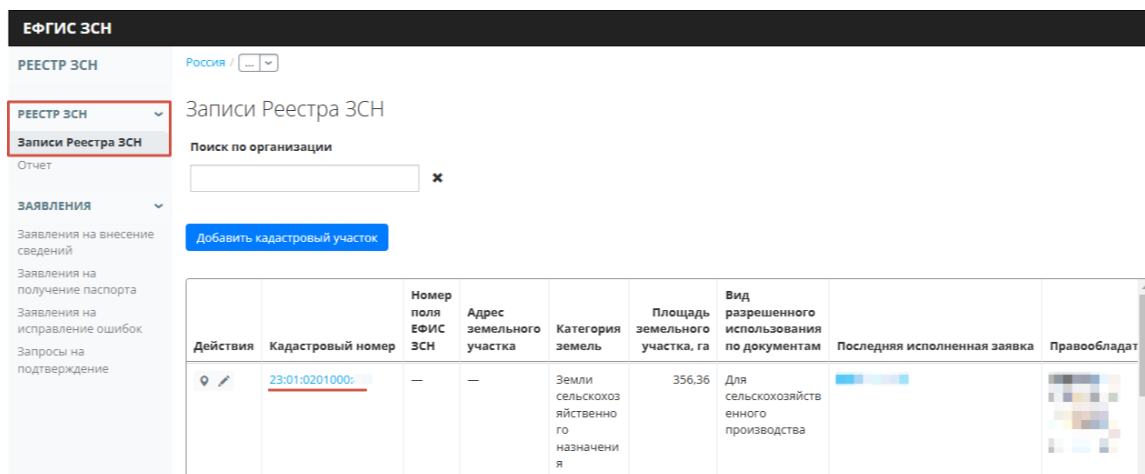 ЕФГИС ЗСН
РЕЕСТР ЗСН
Россия / ...
РЕЕСТР ЗСН
Записи Реестра ЗСН
Отчет
ЗАЯВЛЕНИЯ
Заявления на внесение
сведений
Заявления на
получение паспорта
Заявления на
исправление ошибок
Запросы на
подтверждение
Записи Реестра ЗСН
Поиск по организации
Добавить кадастровый участок
Действия
Кадастровый номер
Номер
поля
ЕФИС
ЗСН
Адрес
земельного
участка
Категория
земель
Площадь
земельного
участка, га
Вид
разрешенного
использования
по документам
Последняя исполненная заявка
Правообладат
23:01:0201000:
—
—
Земли
сельскохоз
яйственно
го
назначени
я
356,36
Для
сельскохозяйств
енного
производства